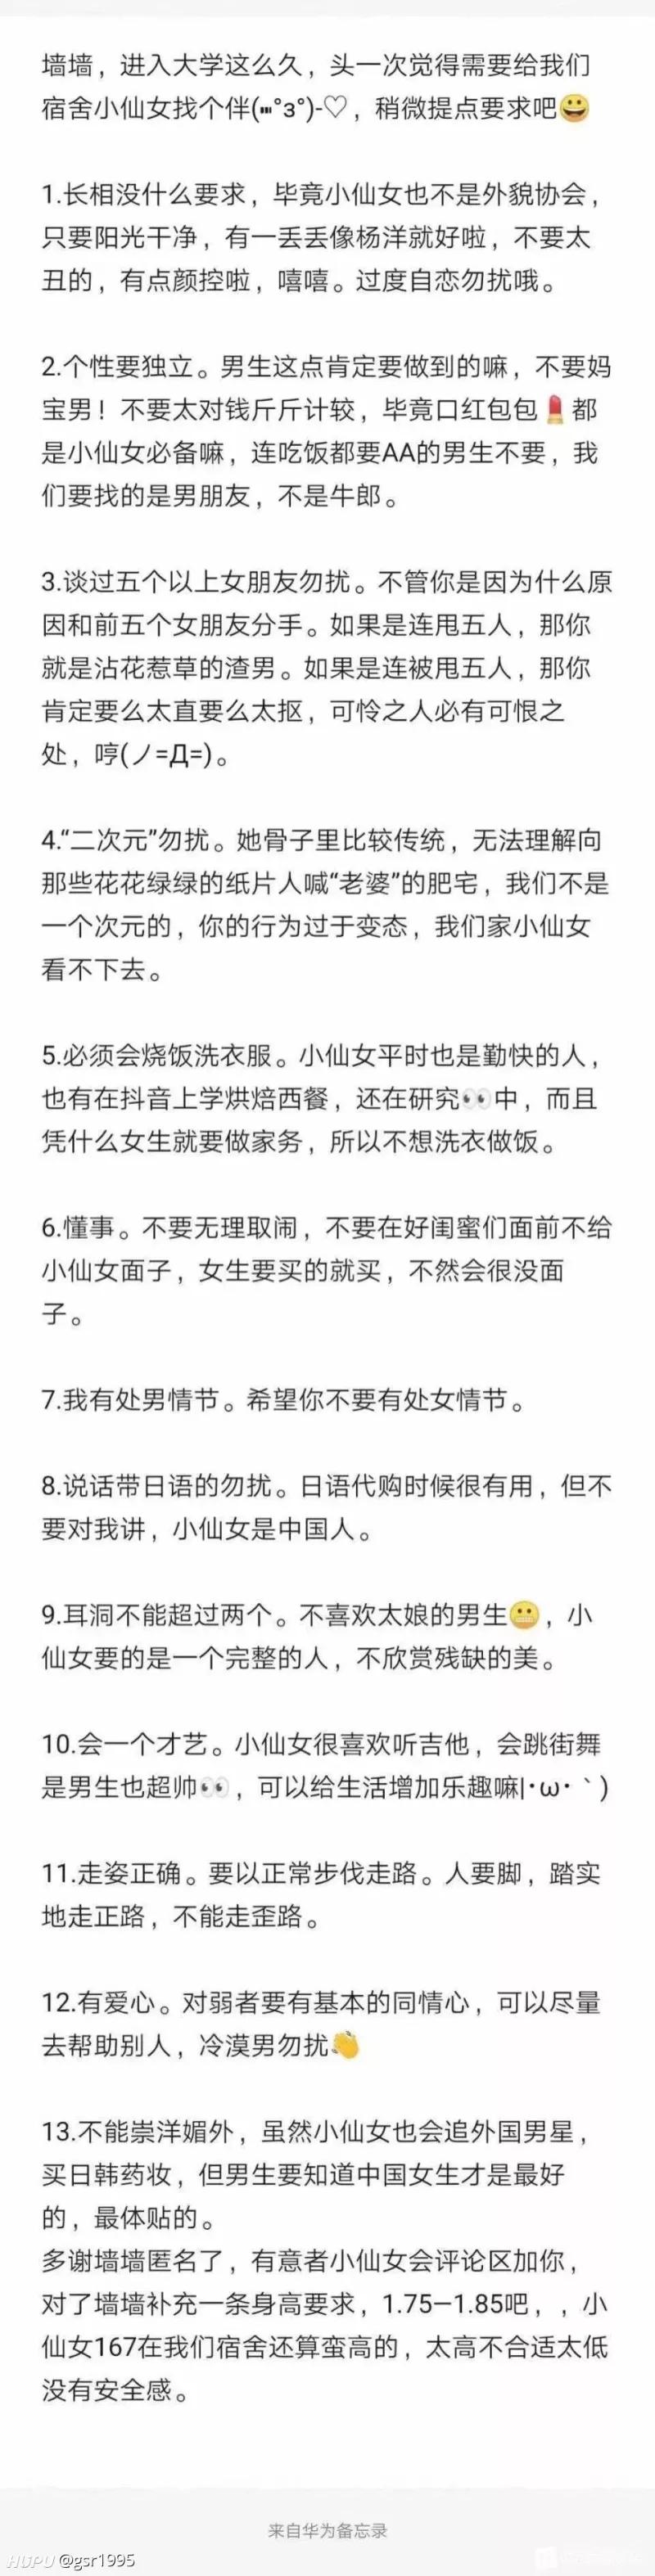 墙墙，进入大学这么久，头一次觉得需要给我们
宿舍小仙女找个伴(⑉°з°)-♡，稍微提点要求吧😀
1.长相没什么要求，毕竟小仙女也不是外貌协会，
只要阳光干净，有一丢丢像杨洋就好啦，不要太
丑的，有点颜控啦，嘻嘻。过度自恋勿扰哦。
2.个性要独立。男生这点肯定要做到的嘛，不要妈
宝男！不要太对钱斤斤计较，毕竟口红包包💄都
是小仙女必备嘛，连吃饭都要AA的男生不要，我
们要找的是男朋友，不是牛郎。
3.谈过五个以上女朋友勿扰。不管你是因为什么原
因和前五个女朋友分手。如果是连甩五人，那你
就是沾花惹草的渣男。如果是连被甩五人，那你
肯定要么太直要么太抠，可怜之人必有可恨之
处，哼(ノ=Д=)。
4.“二次元”勿扰。她骨子里比较传统，无法理解向
那些花花绿绿的纸片人喊“老婆”的肥宅，我们不是
一个次元的，你的行为过于变态，我们家小仙女
看不下去。
5.必须会烧饭洗衣服。小仙女平时也是勤快的人，
也有在抖音上学烘焙西餐，还在研究👀中，而且
凭什么女生就要做家务，所以不想洗衣做饭。
6.懂事。不要无理取闹，不要在好闺蜜们面前不给
小仙女面子，女生要买的就买，不然会很没面
子。
7.我有处男情节。希望你不要有处女情节。
8.说话带日语的勿扰。日语代购时候很有用，但不
要对我讲，小仙女是中国人。
9.耳洞不能超过两个。不喜欢太娘的男生😬，小
仙女要的是一个完整的人，不欣赏残缺的美。
10.会一个才艺。小仙女很喜欢听吉他，会跳街舞
是男生也超帅👀，可以给生活增加乐趣嘛|･ω･｀)
11.走姿正确。要以正常步伐走路。人要脚，踏实
地走正路，不能走歪路。
12.有爱心。对弱者要有基本的同情心，可以尽量
去帮助别人，冷漠男勿扰👏
13.不能崇洋媚外，虽然小仙女也会追外国男星，
买日韩药妆，但男生要知道中国女生才是最好
的，最体贴的。
多谢墙墙匿名了，有意者小仙女会评论区加你，
对了墙墙补充一条身高要求，1.75—1.85吧，，小
仙女167在我们宿舍还算蛮高的，太高不合适太低
没有安全感。
来自华为备忘录
HUPU @gsr1995